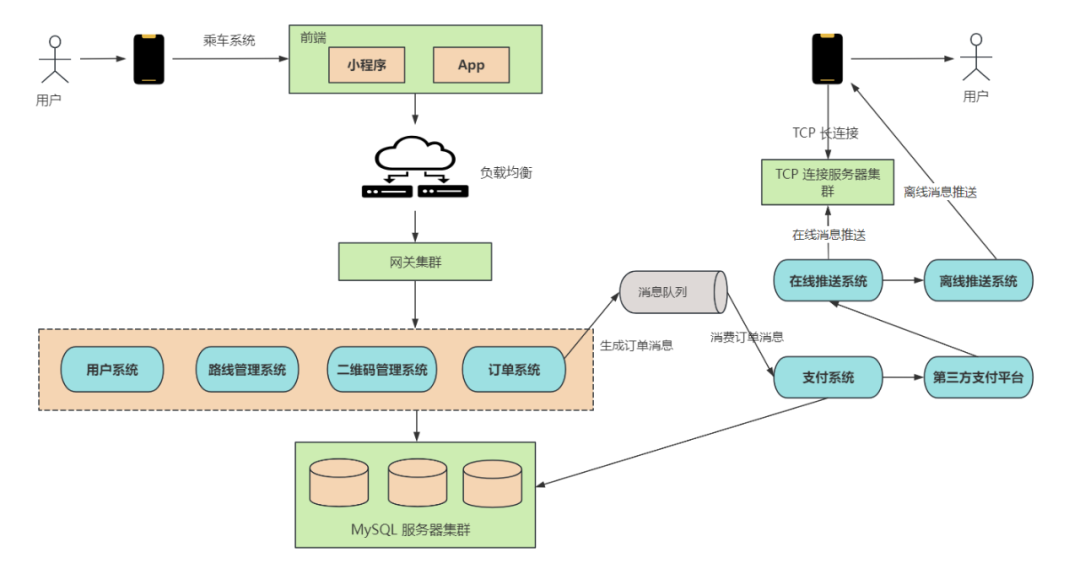 用户
乘车系统
前端
小程序
App
负载均衡
网关集群
用户系统
路线管理系统
二维码管理系统
订单系统
MySQL 服务器集群
生成订单消息
消息队列
消费订单消息
支付系统
第三方支付平台
在线推送系统
离线推送系统
在线消息推送
离线消息推送
TCP 连接服务器集
群
TCP 长连接
用户